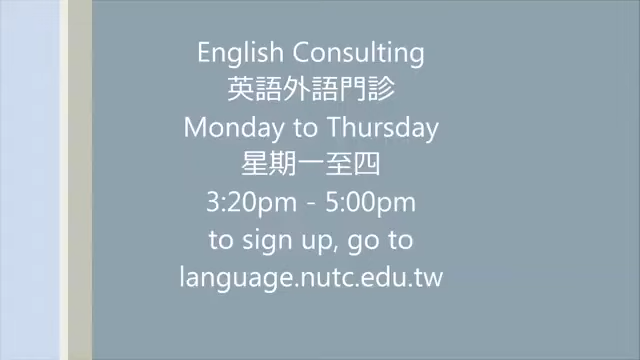 English Consulting
英語外語門診
Monday to Thursday
星期一至四
3:20pm - 5:00pm
to sign up, go to
language.nutc.edu.tw